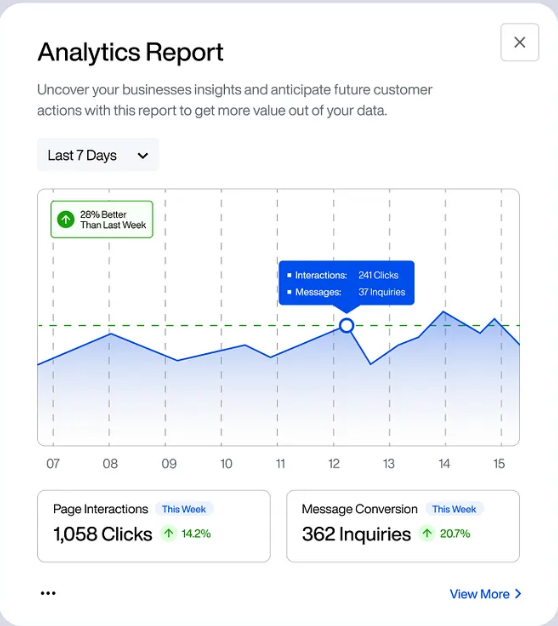 Analytics Report
Uncover your businesses insights and anticipate future customer
actions with this report to get more value out of your data.
Last 7 Days
28% Better
Than Last Week
Interactions: 241 Clicks
Messages: 37 Inquiries
07 08 09 10 11 12 13 14 15
Page Interactions This Week
1,058 Clicks 14.2%
Message Conversion This Week
362 Inquiries 20.7%
View More